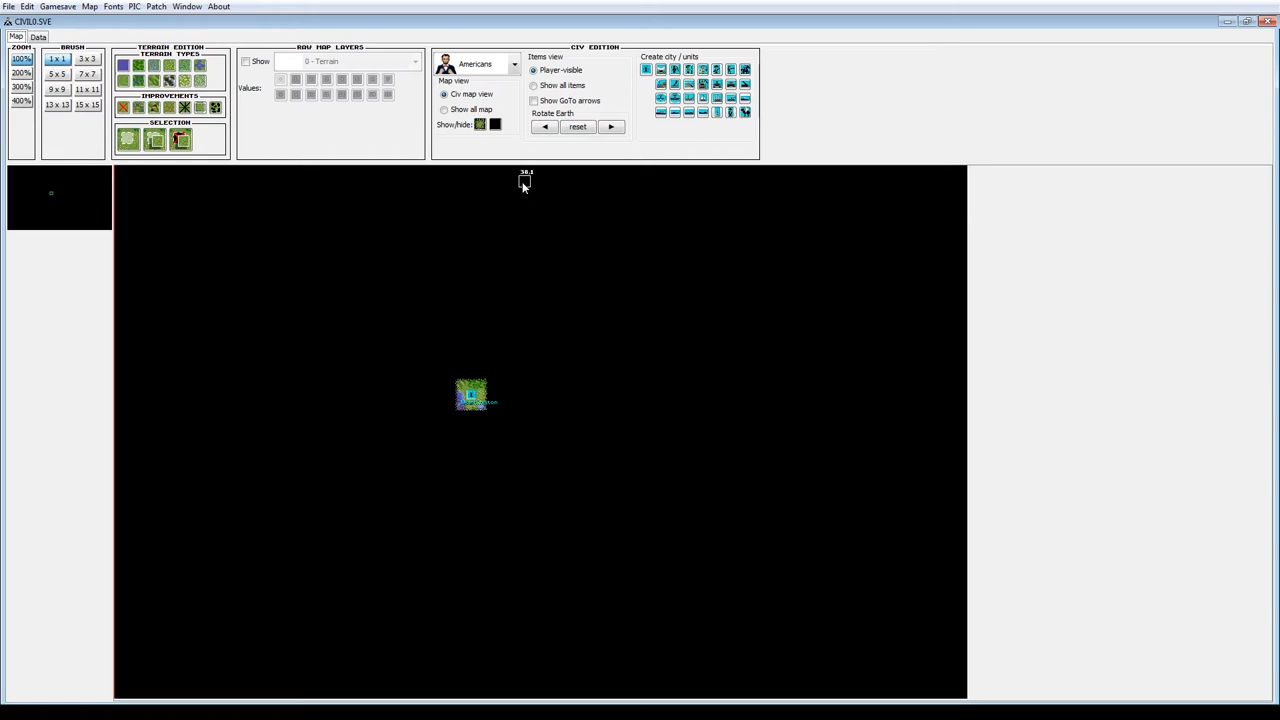 File Edit Gamesave Map Fonts PIC Patch Window About
CIVIL0.SVE
Map Data
ZOOM
100%
200%
300%
400%
BRUSH
1 x 1 3 x 3
5 x 5 7 x 7
9 x 9 11 x 11
13 x 13 15 x 15
TERRAIN EDITION
TERRAIN TYPES
IMPROVEMENTS
SELECTION
RAW MAP LAYERS
Show 0 - Terrain
Values:
CIV EDITION
Americans
Map view
Civ map view
Show all map
Show/hide:
Items view
Player-visible
Show all items
Show GoTo arrows
Rotate Earth
reset
Create city / units
1